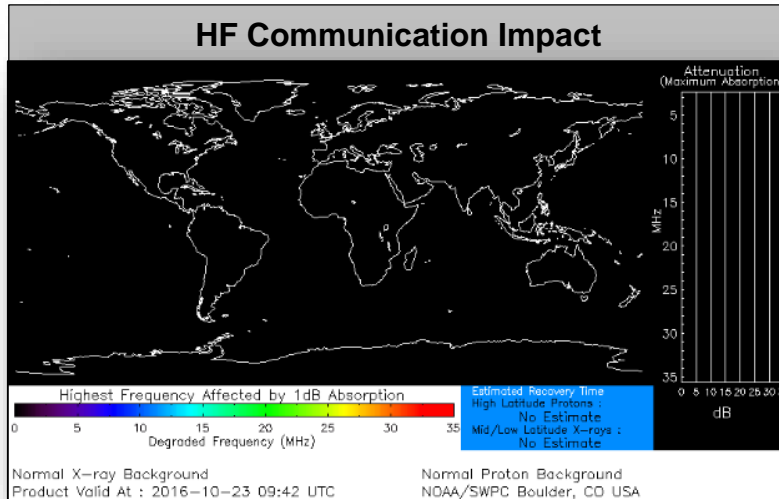 HF Communication Impact
Attenuation
(Maximum Absorption)
5
10
15
20
25
30
35
MHz
0 5 10 15 20 25 30
dB
Highest Frequency Affected by 1dB Absorption
0 5 10 15 20 25 30 35
Degraded Frequency (MHz)
Estimated Recovery Time
High Latitude Protons :
No Estimate
Mid/Low Latitude X-rays :
No Estimate
Normal X-ray Background
Product Valid At : 2016-10-23 09:42 UTC
Normal Proton Background
NOAA/SWPC Boulder, CO USA